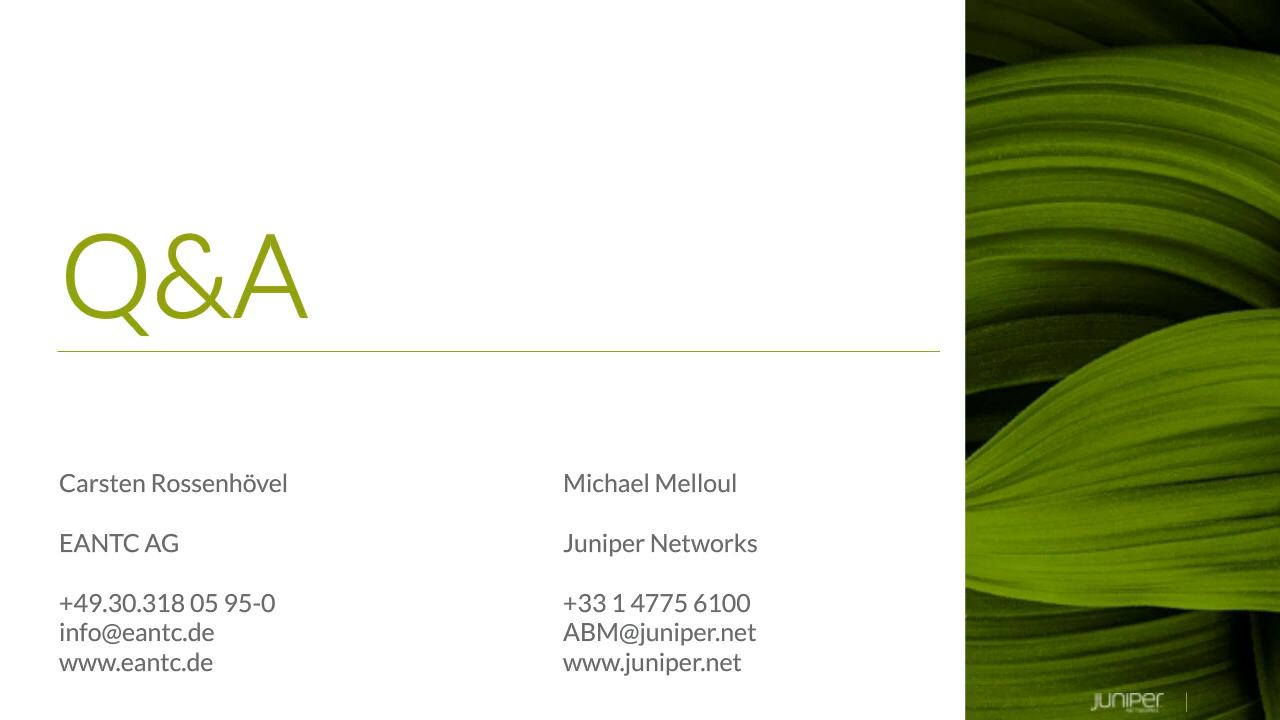 Q&A
Carsten Rossenhövel
EANTC AG
+49.30.318 05 95-0
info@eantc.de
www.eantc.de
Michael Melloul
Juniper Networks
+33 1 4775 6100
ABM@juniper.net
www.juniper.net
JUNIPER
NETWORKS